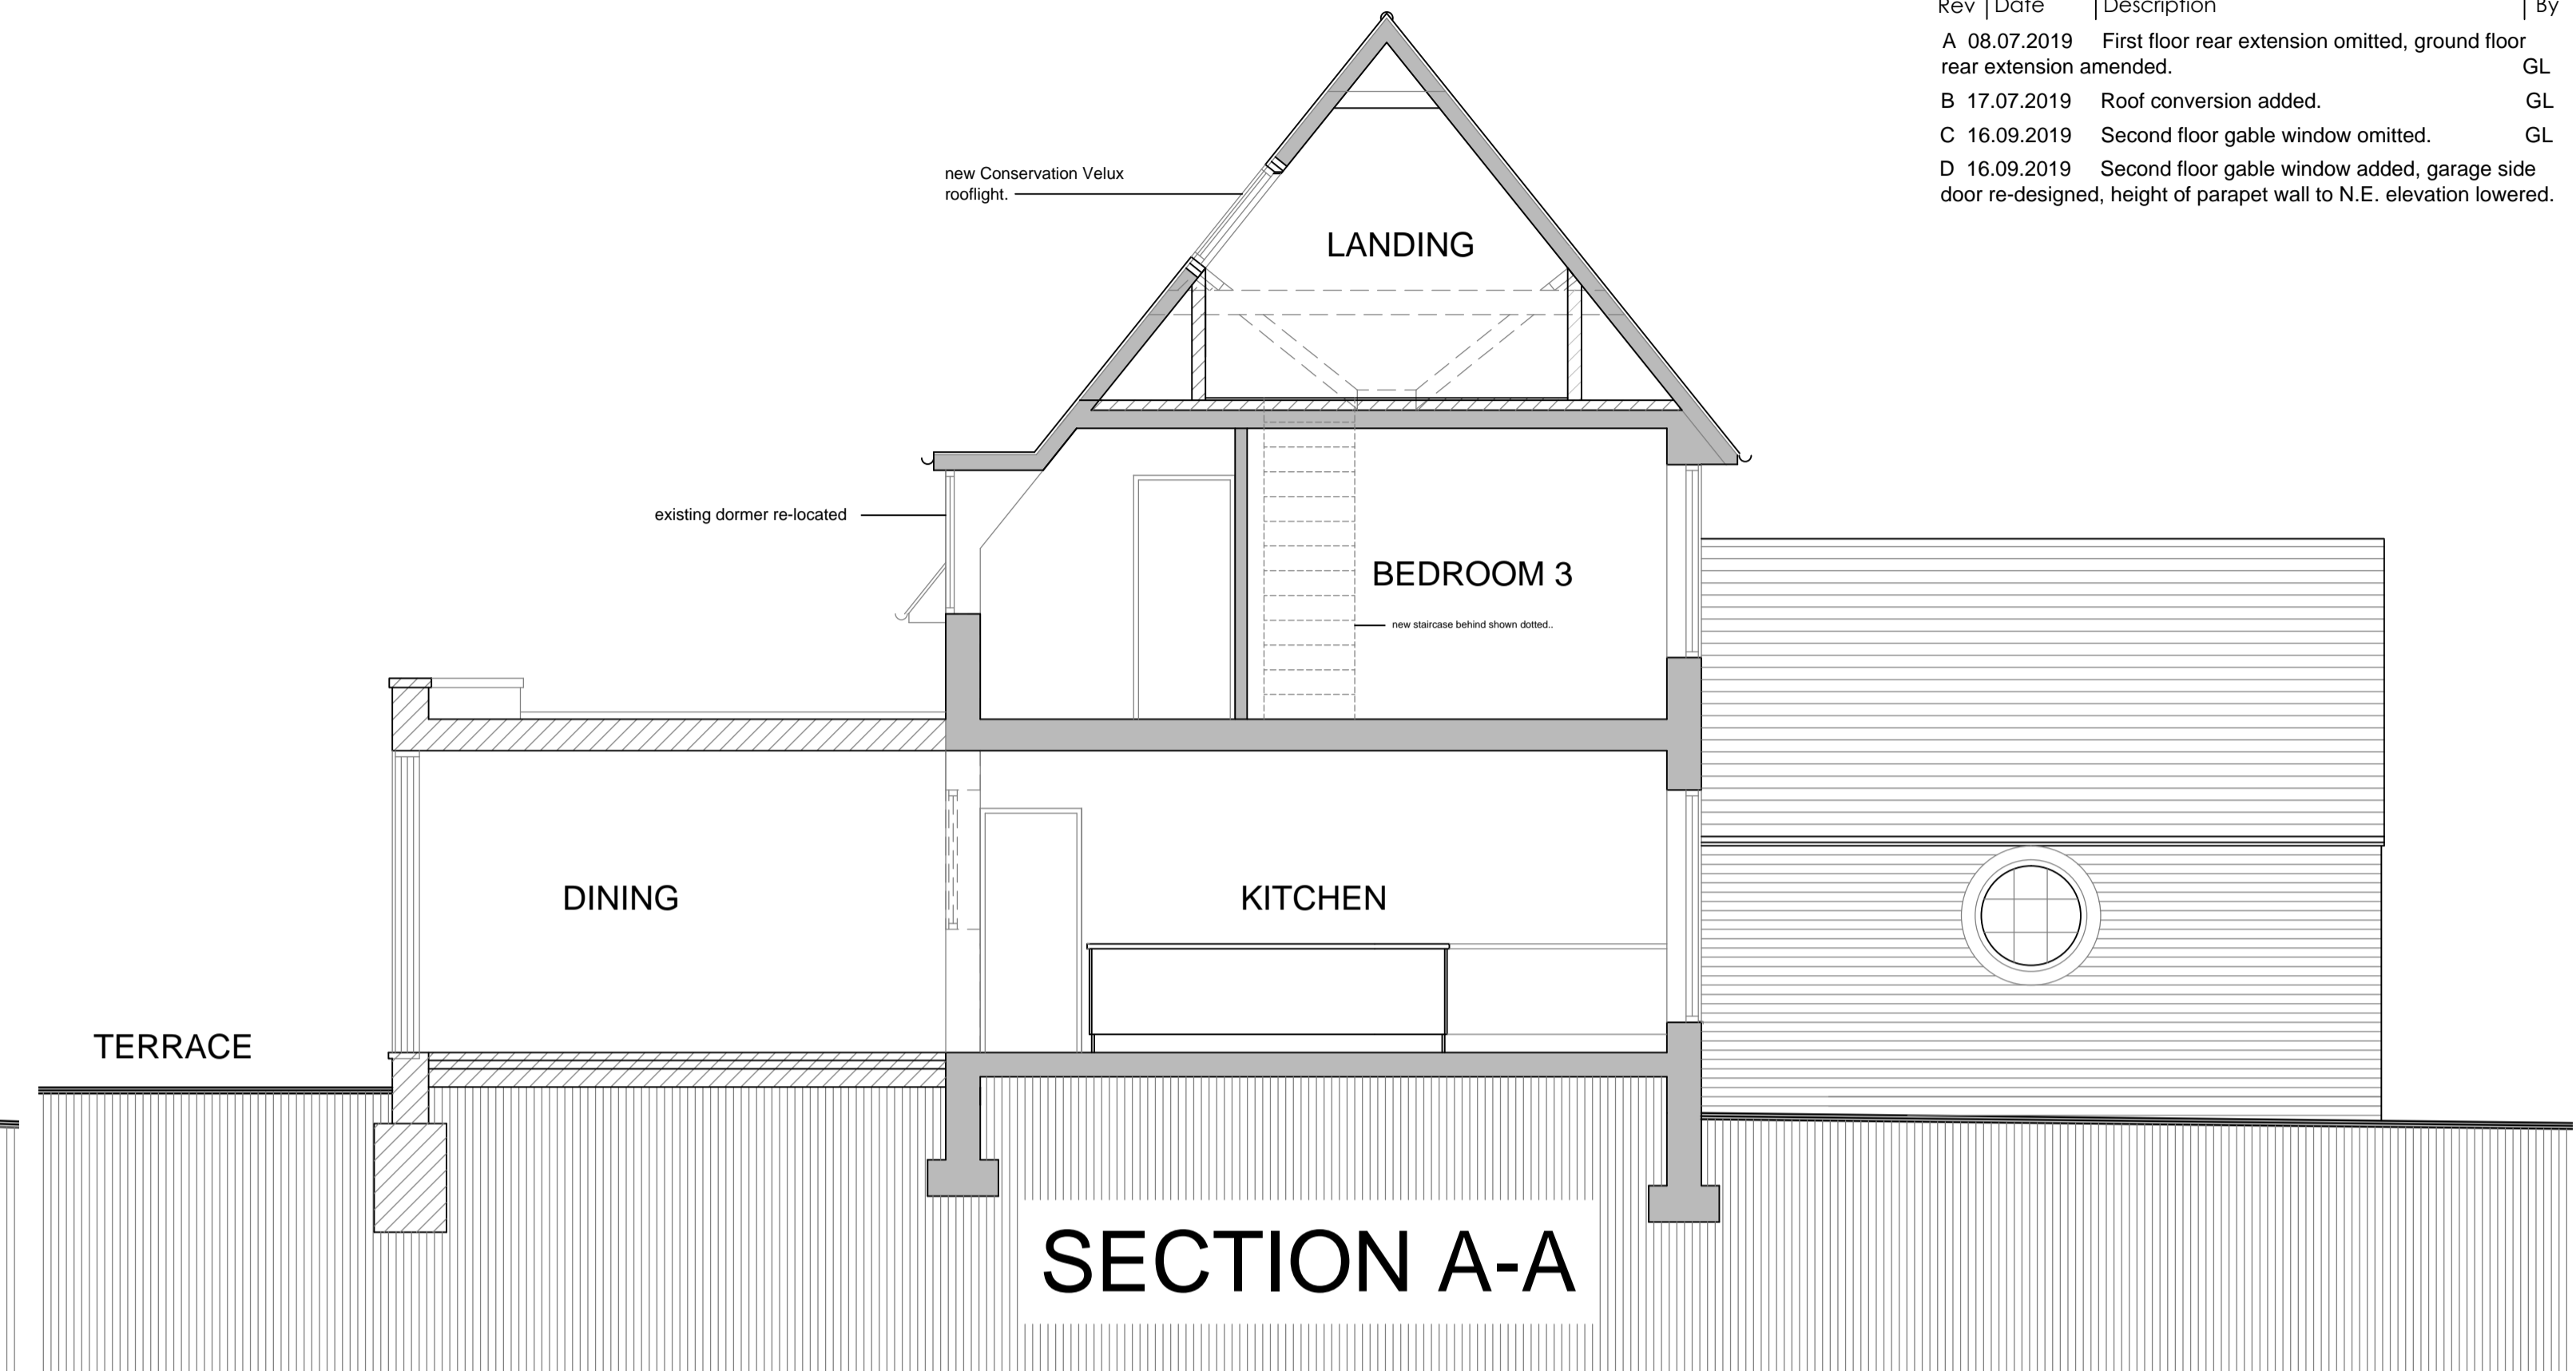 Rev | Date | Description | By
A 08.07.2019 First floor rear extension omitted, ground floor
rear extension amended. GL
B 17.07.2019 Roof conversion added. GL
C 16.09.2019 Second floor gable window omitted. GL
D 16.09.2019 Second floor gable window added, garage side
door re-designed, height of parapet wall to N.E. elevation lowered.
new Conservation Velux
rooflight.
LANDING
existing dormer re-located
BEDROOM 3
new staircase behind shown dotted..
DINING
KITCHEN
TERRACE
SECTION A-A